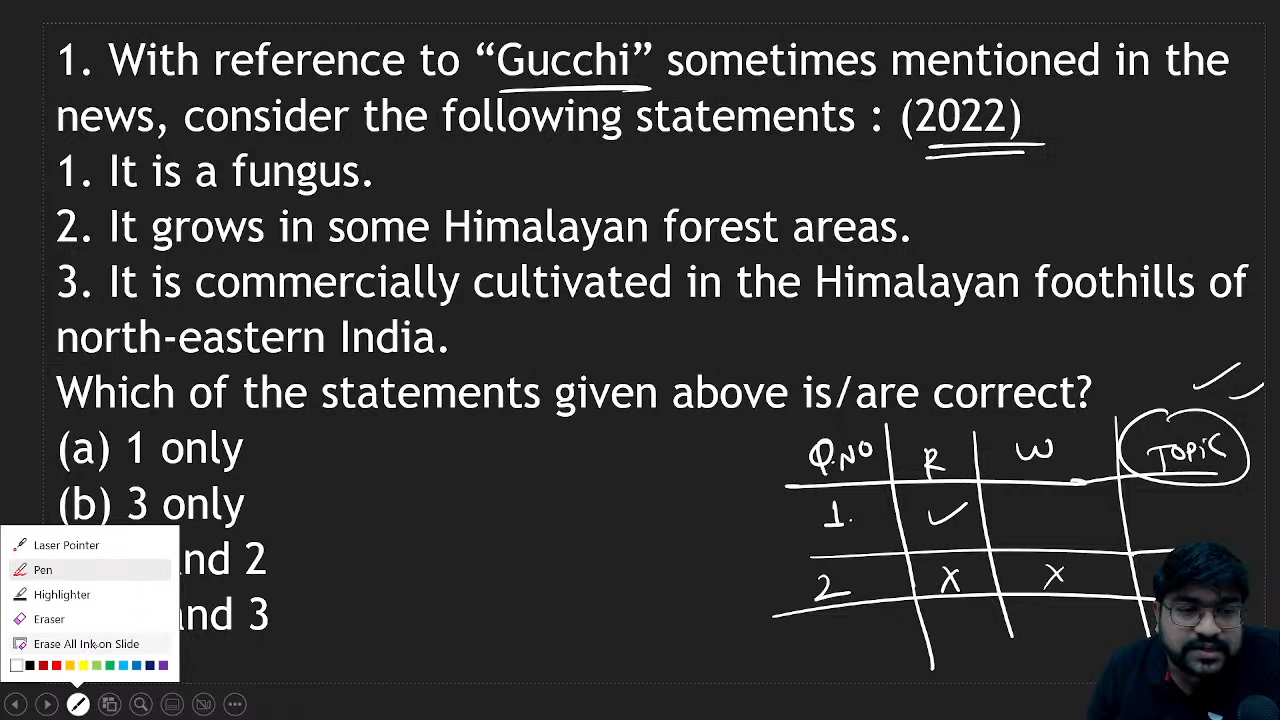 1. With reference to “Gucchi” sometimes mentioned in the
news, consider the following statements : (2022)
1. It is a fungus.
2. It grows in some Himalayan forest areas.
3. It is commercially cultivated in the Himalayan foothills of
north-eastern India.
Which of the statements given above is/are correct?
(a) 1 only
(b) 3 only
nd 2
and 3
Q.NO R W TOPIC
1.
2 X X
Laser Pointer
Pen
Highlighter
Eraser
Erase All Ink on Slide